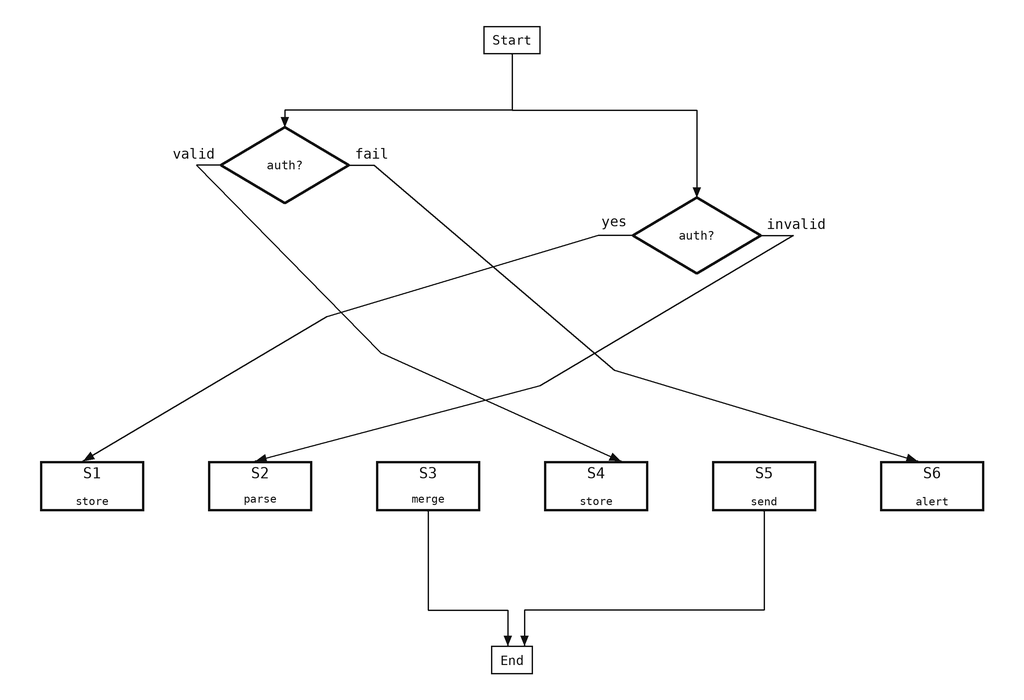 Start
auth?
valid
fail
auth?
yes
invalid
S1
store
S2
parse
S3
merge
S4
store
S5
send
S6
alert
End